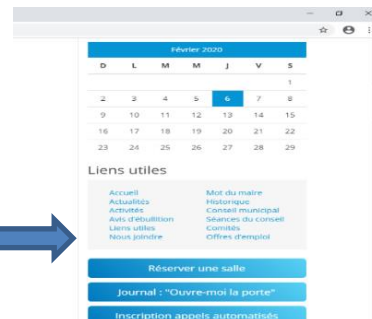 Février 2020
D L M M J V S
1
2 3 4 5 6 7 8
9 10 11 12 13 14 15
16 17 18 19 20 21 22
23 24 25 26 27 28 29
Liens utiles
Accueil
Actualités
Activités
Avis d'ébullition
Liens utiles
Nous joindre
Mot du maire
Historique
Conseil municipal
Séances du conseil
Comités
Offres d'emploi
Réserver une salle
Journal : "Ouvre-moi la porte"
Inscription appels automatisés